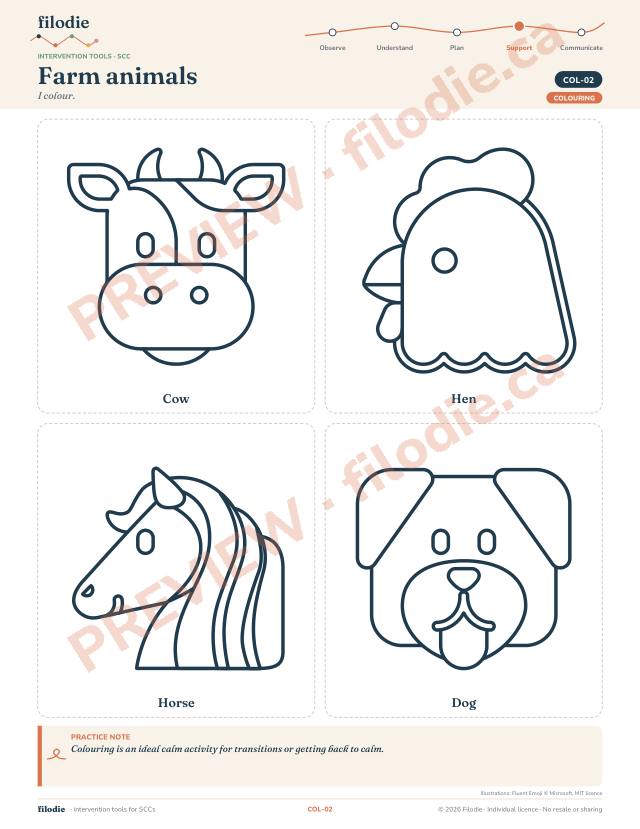 filodie
Observe Understand Plan Support Communicate
INTERVENTION TOOLS · SCC
Farm animals
I colour.
COL-02
COLOURING
PREVIEW · filodie.ca
Cow
Hen
PREVIEW · filodie.ca
Horse
Dog
PRACTICE NOTE
Colouring is an ideal calm activity for transitions or getting back to calm.
Illustrations: Fluent Emoji © Microsoft, MIT licence
filodie · intervention tools for SCCs COL-02 © 2026 Filodie · Individual licence · No resale or sharing